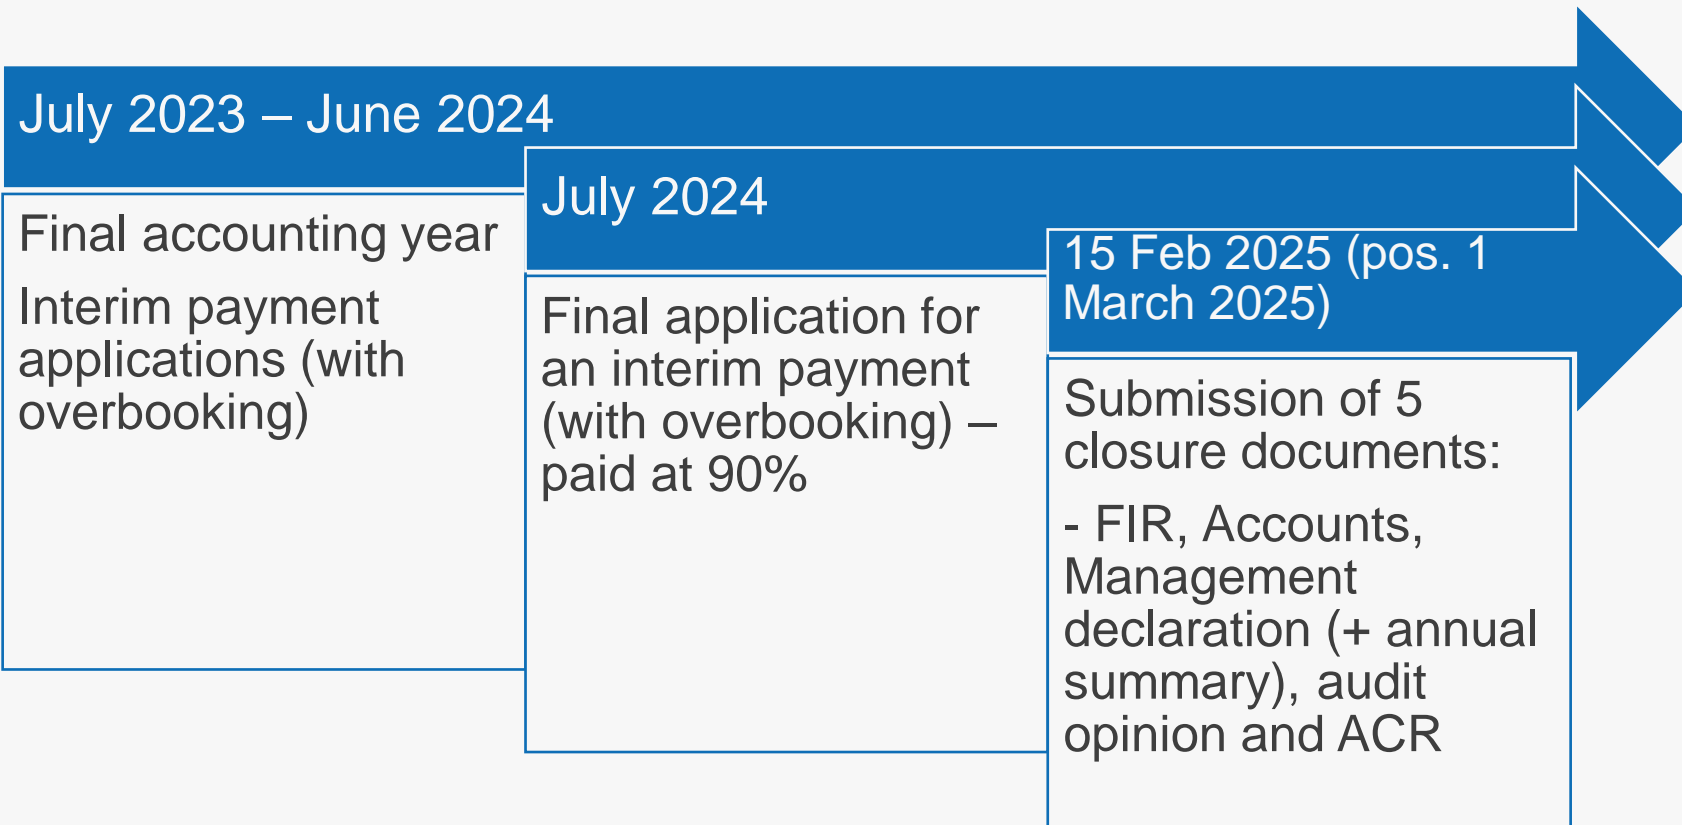 July 2023 – June 2024
Final accounting year
Interim payment
applications (with
overbooking)
July 2024
Final application for
an interim payment
(with overbooking) –
paid at 90%
15 Feb 2025 (pos. 1
March 2025)
Submission of 5
closure documents:
- FIR, Accounts,
Management
declaration (+ annual
summary), audit
opinion and ACR